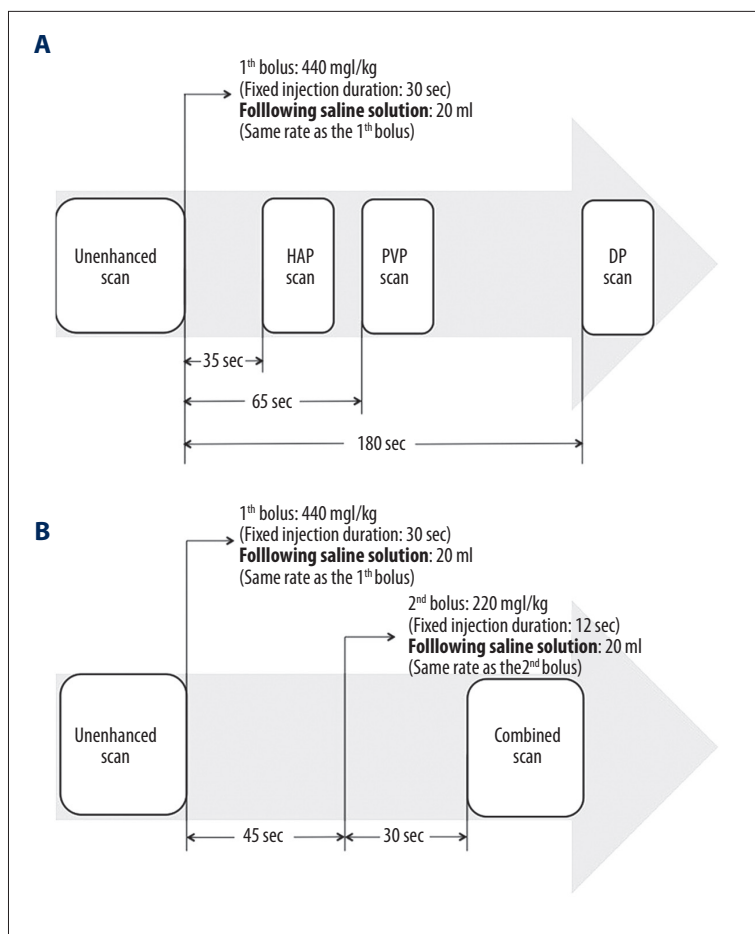 A
1th bolus: 440 mgl/kg
(Fixed injection duration: 30 sec)
Folllowing saline solution: 20 ml
(Same rate as the 1th bolus)
Unenhanced
scan
HAP
scan
PVP
scan
DP
scan
35 sec
65 sec
180 sec
B
1th bolus: 440 mgl/kg
(Fixed injection duration: 30 sec)
Folllowing saline solution: 20 ml
(Same rate as the 1th bolus)
2nd bolus: 220 mgl/kg
(Fixed injection duration: 12 sec)
Folllowing saline solution: 20 ml
(Same rate as the2nd bolus)
Unenhanced
scan
Combined
scan
45 sec
30 sec